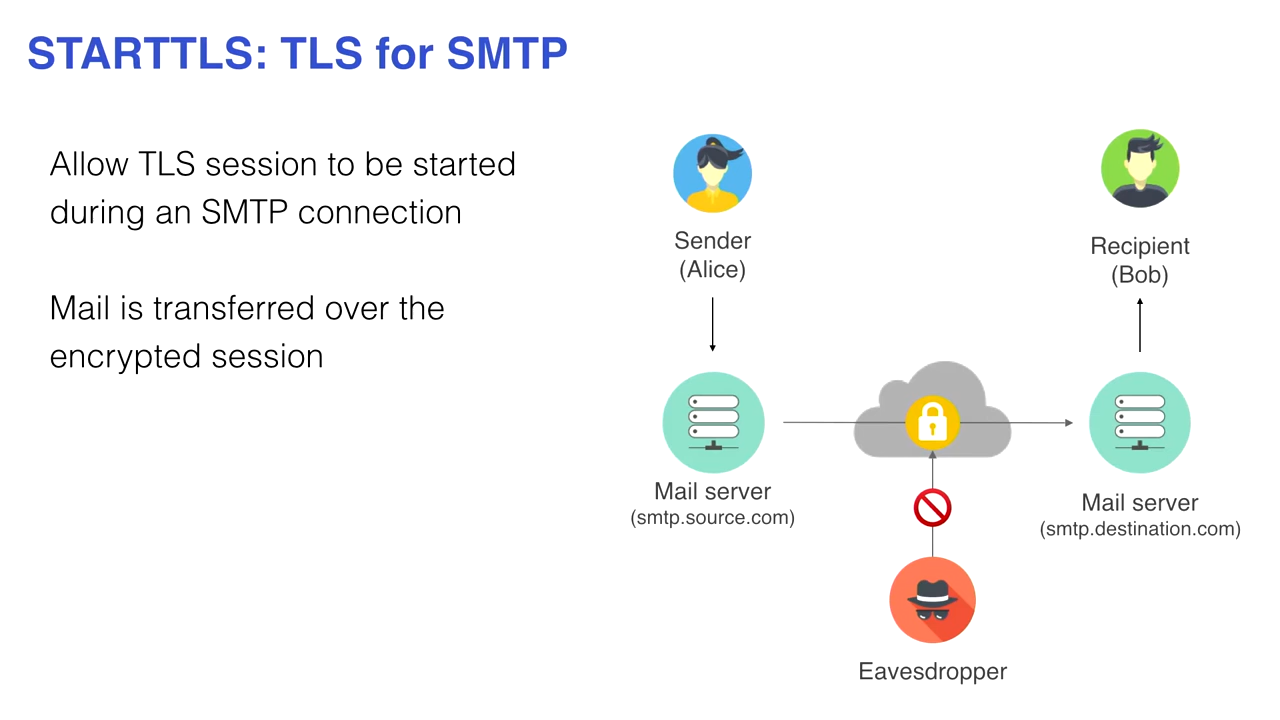 STARTTLS: TLS for SMTP
Allow TLS session to be started
during an SMTP connection
Mail is transferred over the
encrypted session
Sender
(Alice)
Recipient
(Bob)
Mail server
(smtp.source.com)
Mail server
(smtp.destination.com)
Eavesdropper